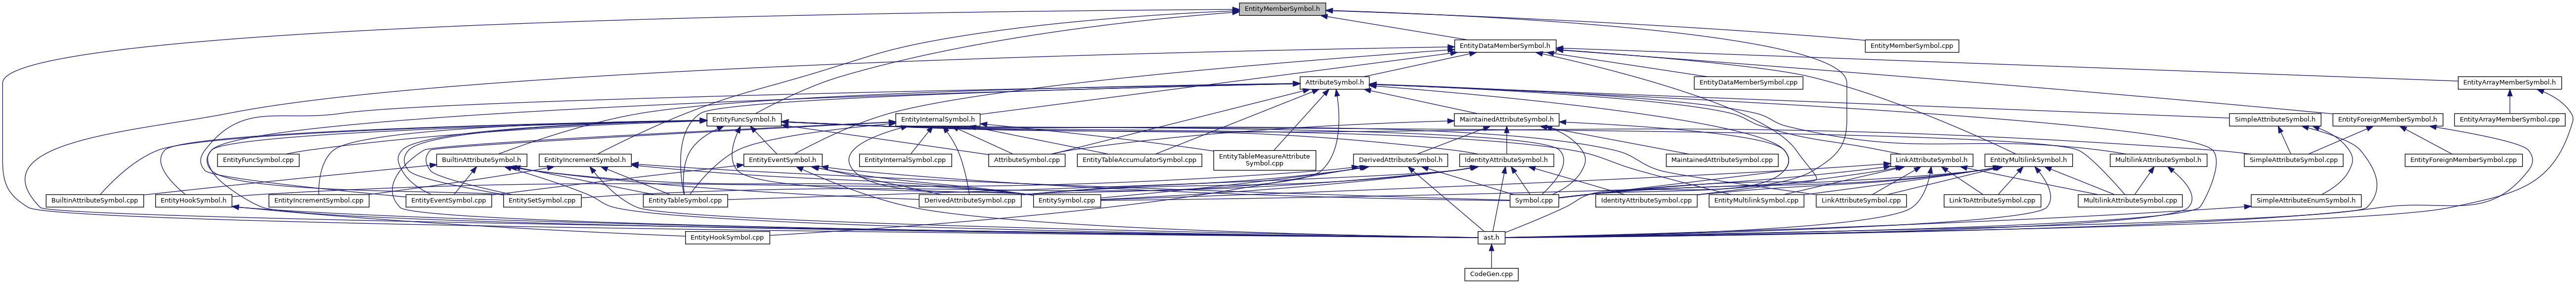 EntityMemberSymbol.h
EntityDataMemberSymbol.h
EntityMemberSymbol.cpp
AttributeSymbol.h
EntityDataMemberSymbol.cpp
EntityArrayMemberSymbol.h
EntityFuncSymbol.h
EntityInternalSymbol.h
MaintainedAttributeSymbol.h
SimpleAttributeSymbol.h
EntityForeignMemberSymbol.h
EntityArrayMemberSymbol.cpp
EntityFuncSymbol.cpp
BuiltinAttributeSymbol.h
EntityIncrementSymbol.h
EntityEventSymbol.h
EntityInternalSymbol.cpp
AttributeSymbol.cpp
EntityTableAccumulatorSymbol.cpp
EntityTableMeasureAttribute
Symbol.cpp
DerivedAttributeSymbol.h
IdentityAttributeSymbol.h
MaintainedAttributeSymbol.cpp
LinkAttributeSymbol.h
EntityMultilinkSymbol.h
MultilinkAttributeSymbol.h
SimpleAttributeSymbol.cpp
EntityForeignMemberSymbol.cpp
BuiltinAttributeSymbol.cpp
EntityHookSymbol.h
EntityIncrementSymbol.cpp
EntityEventSymbol.cpp
EntitySetSymbol.cpp
EntityTableSymbol.cpp
DerivedAttributeSymbol.cpp
EntitySymbol.cpp
Symbol.cpp
IdentityAttributeSymbol.cpp
EntityMultilinkSymbol.cpp
LinkAttributeSymbol.cpp
LinkToAttributeSymbol.cpp
MultilinkAttributeSymbol.cpp
SimpleAttributeEnumSymbol.h
EntityHookSymbol.cpp
ast.h
CodeGen.cpp